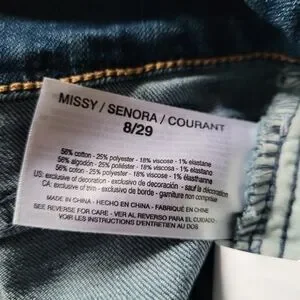 MISSY / SENORA / COURANT
8/29
56% cotton - 25% polyester - 18% viscose - 1% elastane
56% algodón - 25% poliéster - 18% viscosa - 1% elastano
56% coton - 25% polyester - 18% viscose - 1% élasthanne
US: exclusive of decoration - exclusivo de decoración - sauf la décoration
CA: exclusive of trim - exclusivo de borde - garniture non comprise
MADE IN CHINA - HECHO EN CHINA - FABRIQUÉ EN CHINE
SEE REVERSE FOR CARE - VER AL REVERSO PARA EL CUIDADO -
VOIR LES INSTRUCTIONS D'ENTRETIEN AU DOS